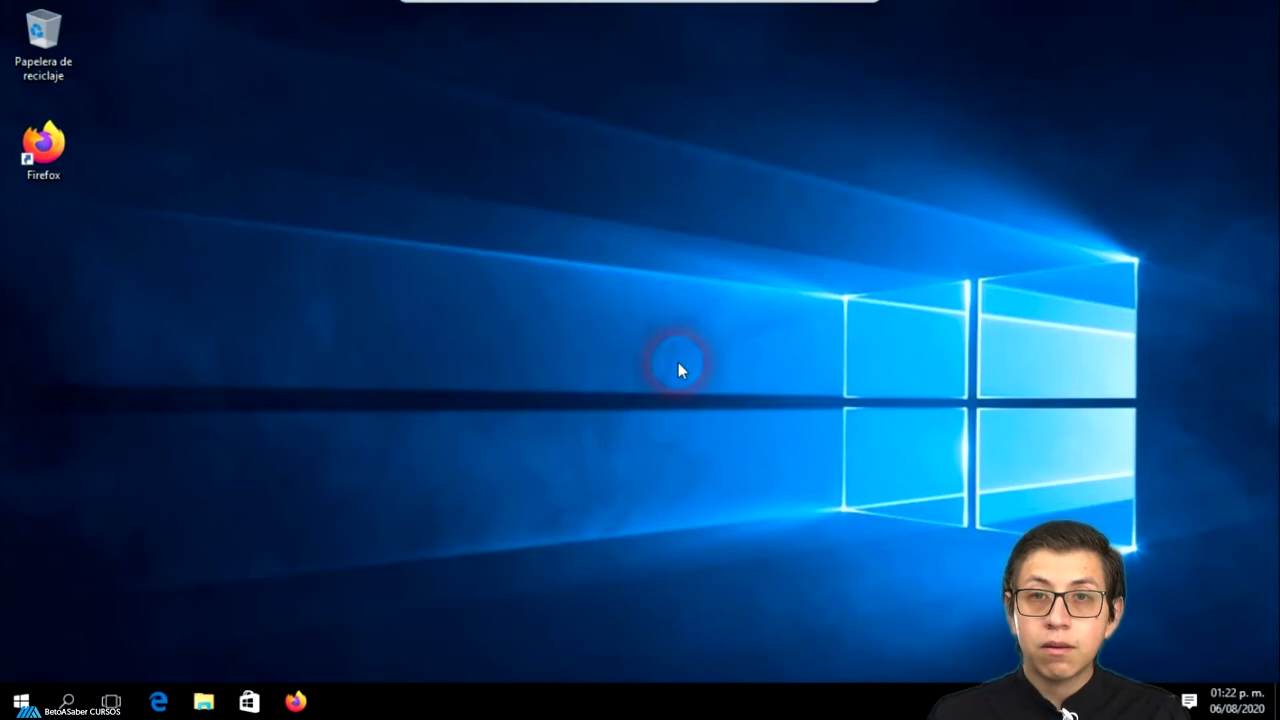 Papelera de
reciclaje
Firefox
BetoASaber CURSOS
01:22 p. m.
06/08/2020